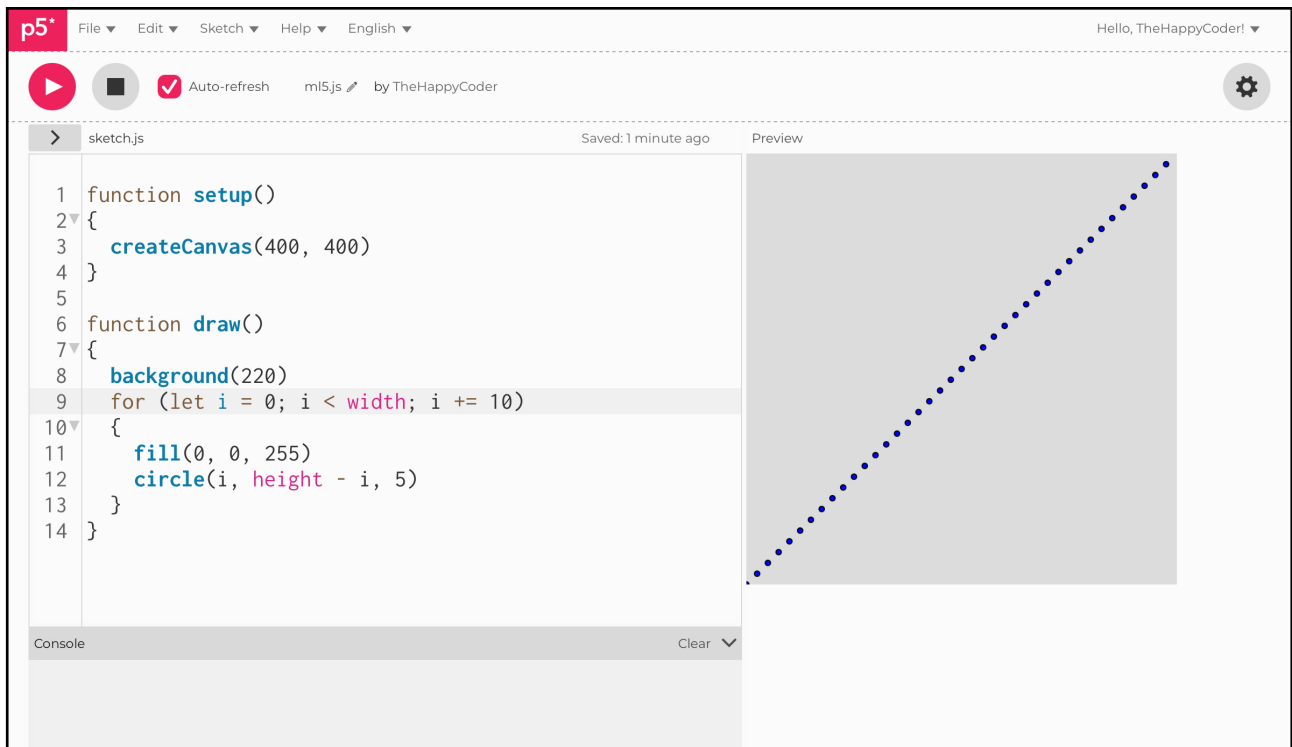 p5* File Edit Sketch Help English Hello, TheHappyCoder!
Auto-refresh ml5.js by TheHappyCoder
sketch.js Saved: 1 minute ago Preview
1 function setup()
2 {
3   createCanvas(400, 400)
4 }
5
6 function draw()
7 {
8   background(220)
9   for (let i = 0; i < width; i += 10)
10   {
11     fill(0, 0, 255)
12     circle(i, height - i, 5)
13   }
14 }
Console Clear